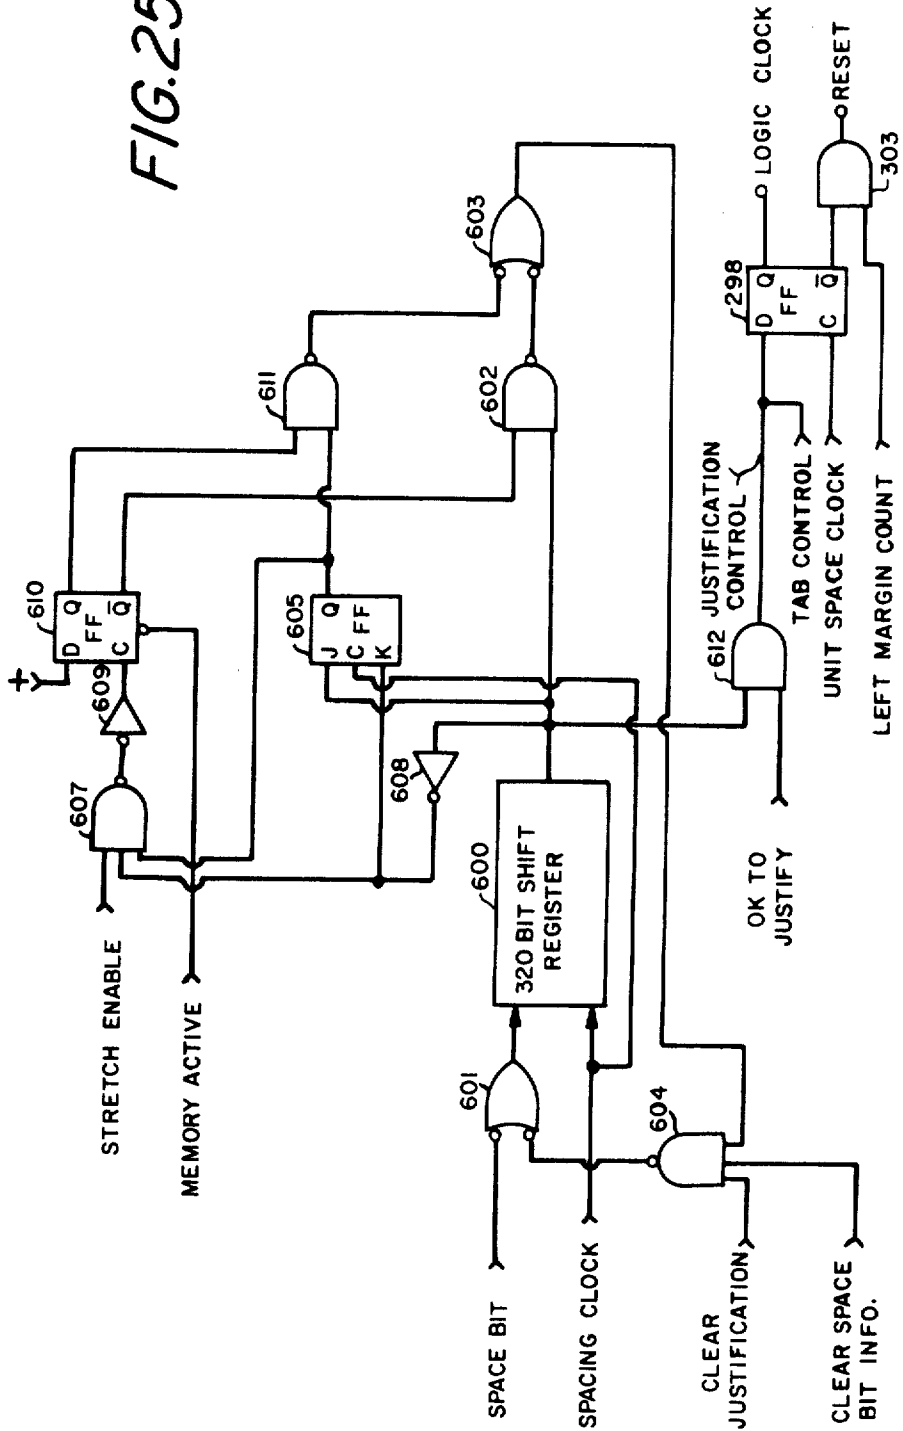 FIG.25
+
STRETCH ENABLE
MEMORY ACTIVE
607
609
610
D Q
FF
C Q̅
611
603
602
605
J Q
C FF
K
608
600
320 BIT SHIFT
REGISTER
601
604
SPACE BIT
SPACING CLOCK
CLEAR
JUSTIFICATION
CLEAR SPACE
BIT INFO.
OK TO
JUSTIFY
612
JUSTIFICATION
CONTROL
TAB CONTROL
UNIT SPACE CLOCK
LEFT MARGIN COUNT
298
D Q
FF
C Q̅
LOGIC CLOCK
RESET
303